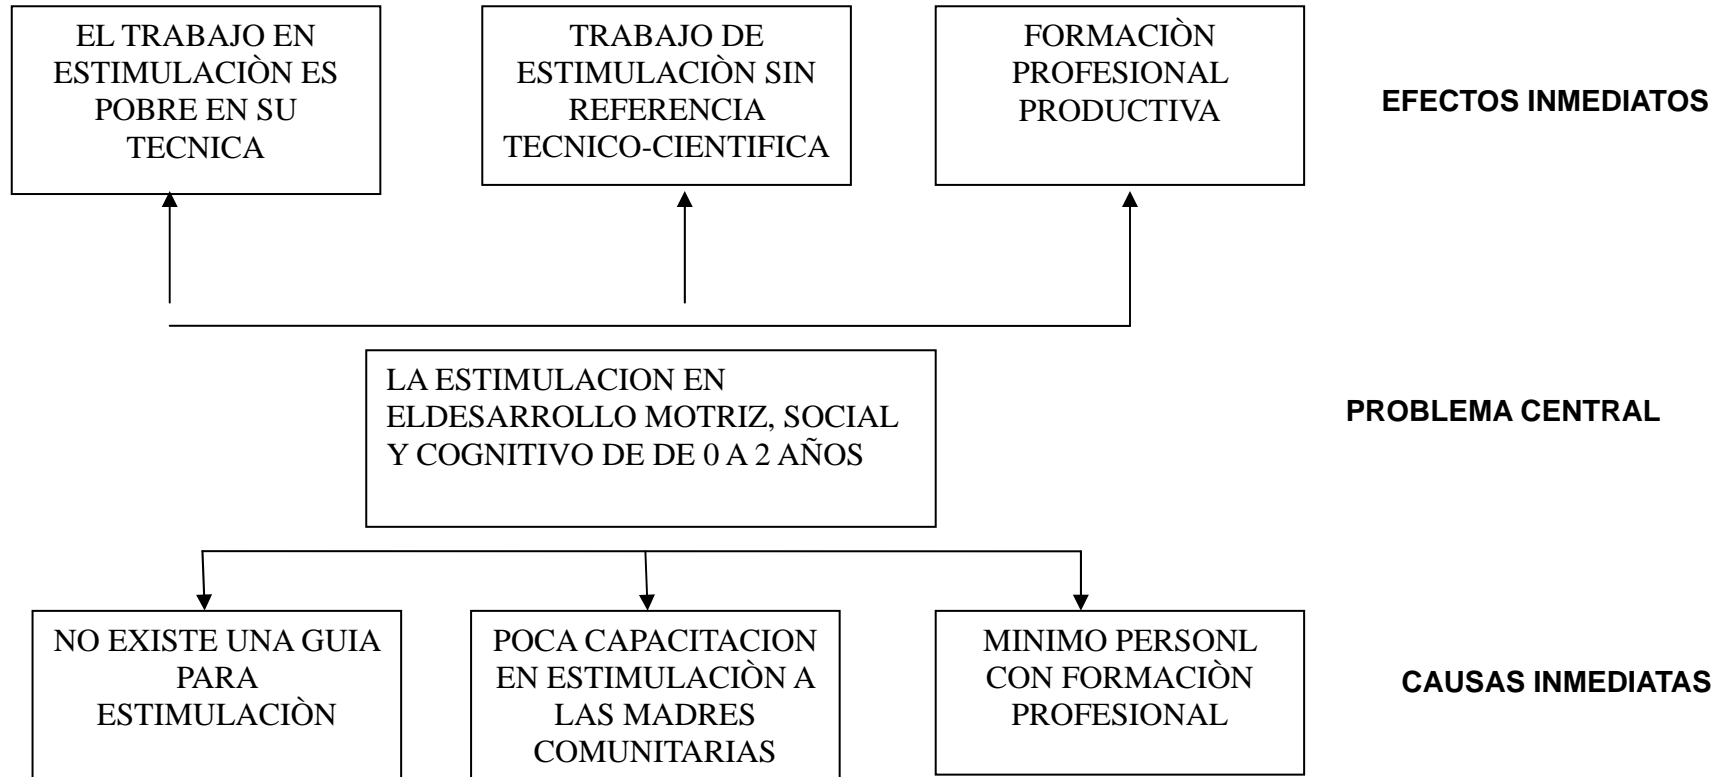 EL TRABAJO EN
ESTIMULACIÒN ES
POBRE EN SU
TECNICA
TRABAJO DE
ESTIMULACIÒN SIN
REFERENCIA
TECNICO-CIENTIFICA
FORMACIÒN
PROFESIONAL
PRODUCTIVA
EFECTOS INMEDIATOS
LA ESTIMULACION EN
ELDESARROLLO MOTRIZ, SOCIAL
Y COGNITIVO DE DE 0 A 2 AÑOS
PROBLEMA CENTRAL
NO EXISTE UNA GUIA
PARA
ESTIMULACIÒN
POCA CAPACITACION
EN ESTIMULACIÒN A
LAS MADRES
COMUNITARIAS
MINIMO PERSONL
CON FORMACIÒN
PROFESIONAL
CAUSAS INMEDIATAS